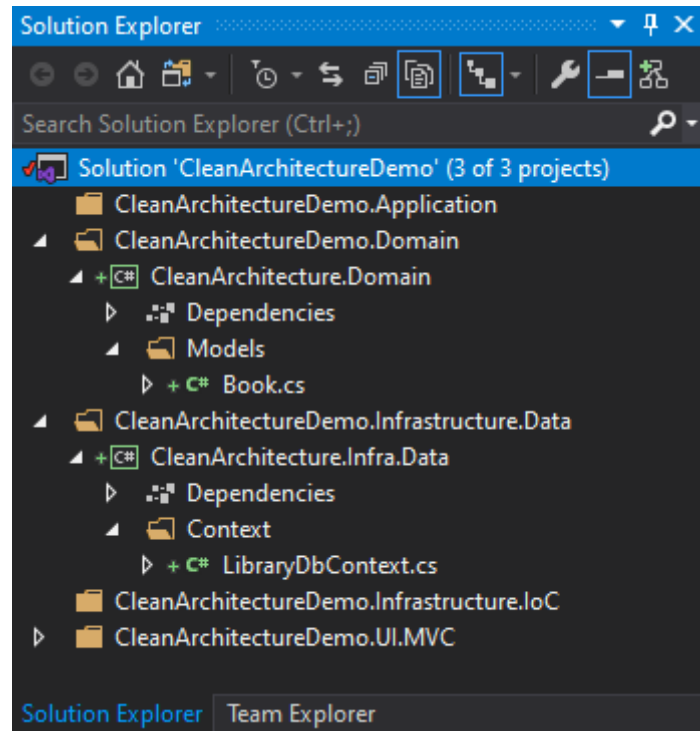 Solution Explorer
Search Solution Explorer (Ctrl+;)
Solution 'CleanArchitectureDemo' (3 of 3 projects)
CleanArchitectureDemo.Application
CleanArchitectureDemo.Domain
+ C# CleanArchitecture.Domain
Dependencies
Models
+ C# Book.cs
CleanArchitectureDemo.Infrastructure.Data
+ C# CleanArchitecture.Infra.Data
Dependencies
Context
+ C# LibraryDbContext.cs
CleanArchitectureDemo.Infrastructure.IoC
CleanArchitectureDemo.UI.MVC
Solution Explorer Team Explorer